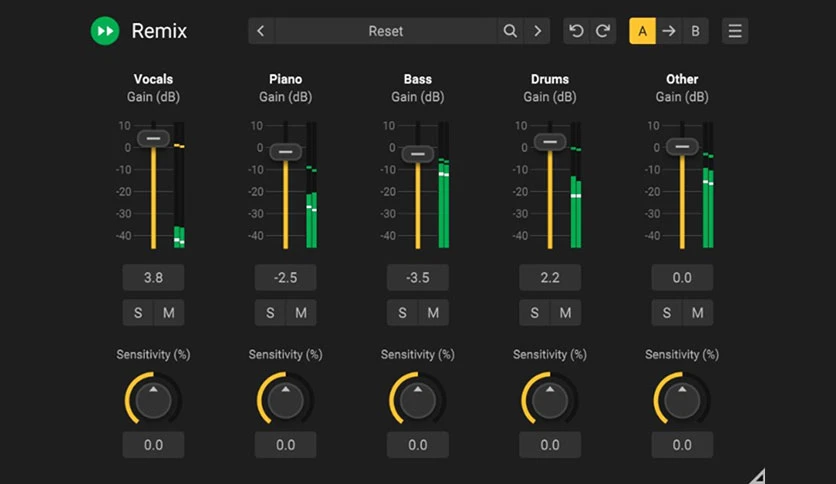 Remix
Reset
A B
Vocals Piano Bass Drums Other
Gain (dB) Gain (dB) Gain (dB) Gain (dB) Gain (dB)
10 10 10 10 10
0 0 0 0 0
-10 -10 -10 -10 -10
-20 -20 -20 -20 -20
-30 -30 -30 -30 -30
-40 -40 -40 -40 -40
3.8 -2.5 -3.5 2.2 0.0
S M S M S M S M S M
Sensitivity (%) Sensitivity (%) Sensitivity (%) Sensitivity (%) Sensitivity (%)
0.0 0.0 0.0 0.0 0.0